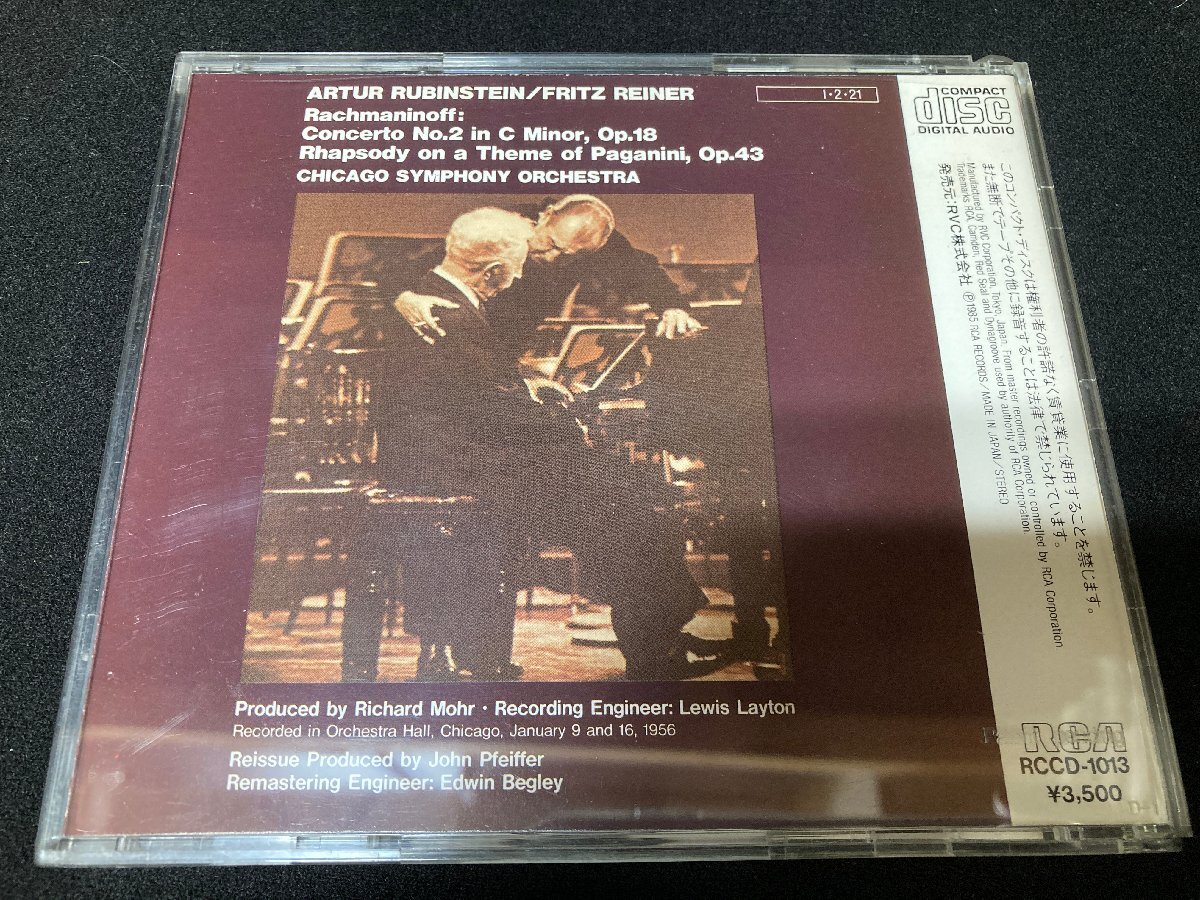 ARTUR RUBINSTEIN/FRITZ REINER
1・2・21
Rachmaninoff:
Concerto No.2 in C Minor, Op.18
Rhapsody on a Theme of Paganini, Op.43
CHICAGO SYMPHONY ORCHESTRA
Produced by Richard Mohr・Recording Engineer: Lewis Layton
Recorded in Orchestra Hall, Chicago, January 9 and 16, 1956
Reissue Produced by John Pfeiffer
Remastering Engineer: Edwin Begley
COMPACT
disc
DIGITAL AUDIO
このコンパクト・ディスクは権利者の許諾なく賃貸業に使用することを禁じます。
また無断でテープその他に録音することは法律で禁じられています。
Manufactured by RVC Corporation, Tokyo, Japan. From master recordings owned or controlled by RCA Corporation
Trademarks RCA, Camden, Red Seal and Dynagroove used by authority of RCA Corporation.
発売元:RVC株式会社 ℗1985 RCA RECORDS/MADE IN JAPAN/STEREO
RCA
RCCD-1013
¥3,500